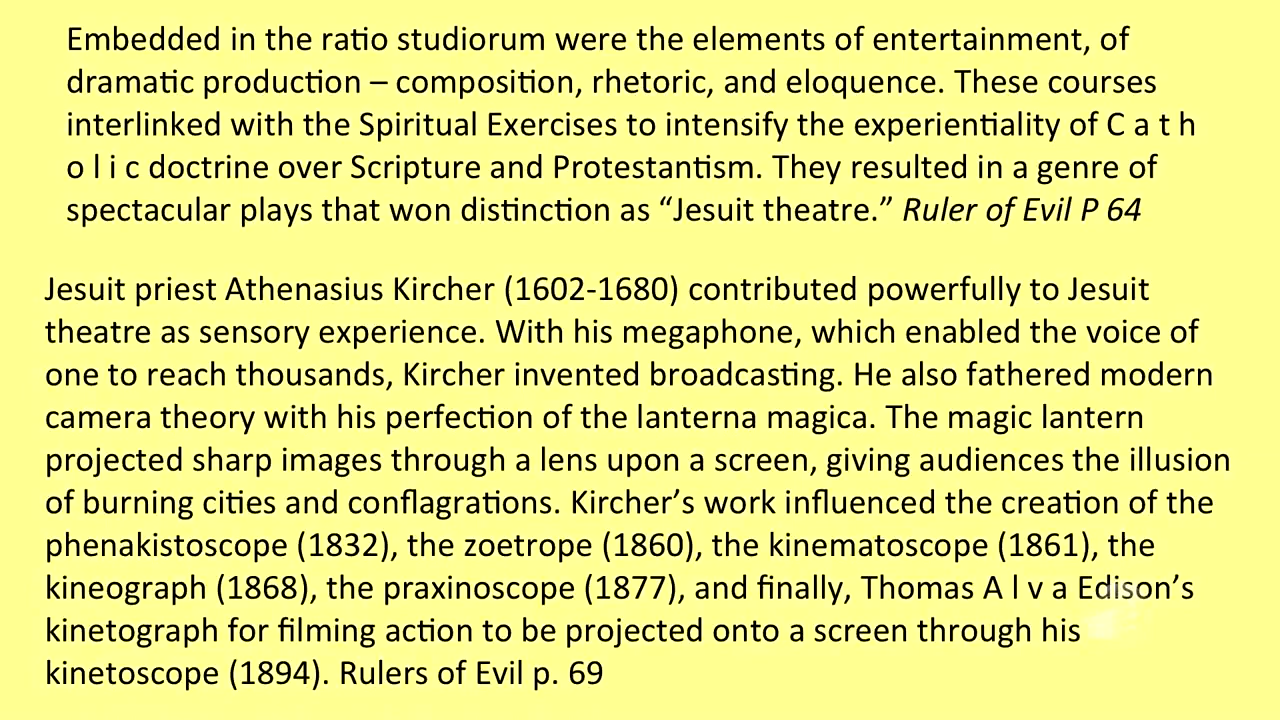 Embedded in the ratio studiorum were the elements of entertainment, of
dramatic production – composition, rhetoric, and eloquence. These courses
interlinked with the Spiritual Exercises to intensify the experientiality of C a t h
o l i c doctrine over Scripture and Protestantism. They resulted in a genre of
spectacular plays that won distinction as “Jesuit theatre.” Ruler of Evil P 64
Jesuit priest Athenasius Kircher (1602-1680) contributed powerfully to Jesuit
theatre as sensory experience. With his megaphone, which enabled the voice of
one to reach thousands, Kircher invented broadcasting. He also fathered modern
camera theory with his perfection of the lanterna magica. The magic lantern
projected sharp images through a lens upon a screen, giving audiences the illusion
of burning cities and conflagrations. Kircher’s work influenced the creation of the
phenakistoscope (1832), the zoetrope (1860), the kinematoscope (1861), the
kineograph (1868), the praxinoscope (1877), and finally, Thomas A l v a Edison’s
kinetograph for filming action to be projected onto a screen through his
kinetoscope (1894). Rulers of Evil p. 69